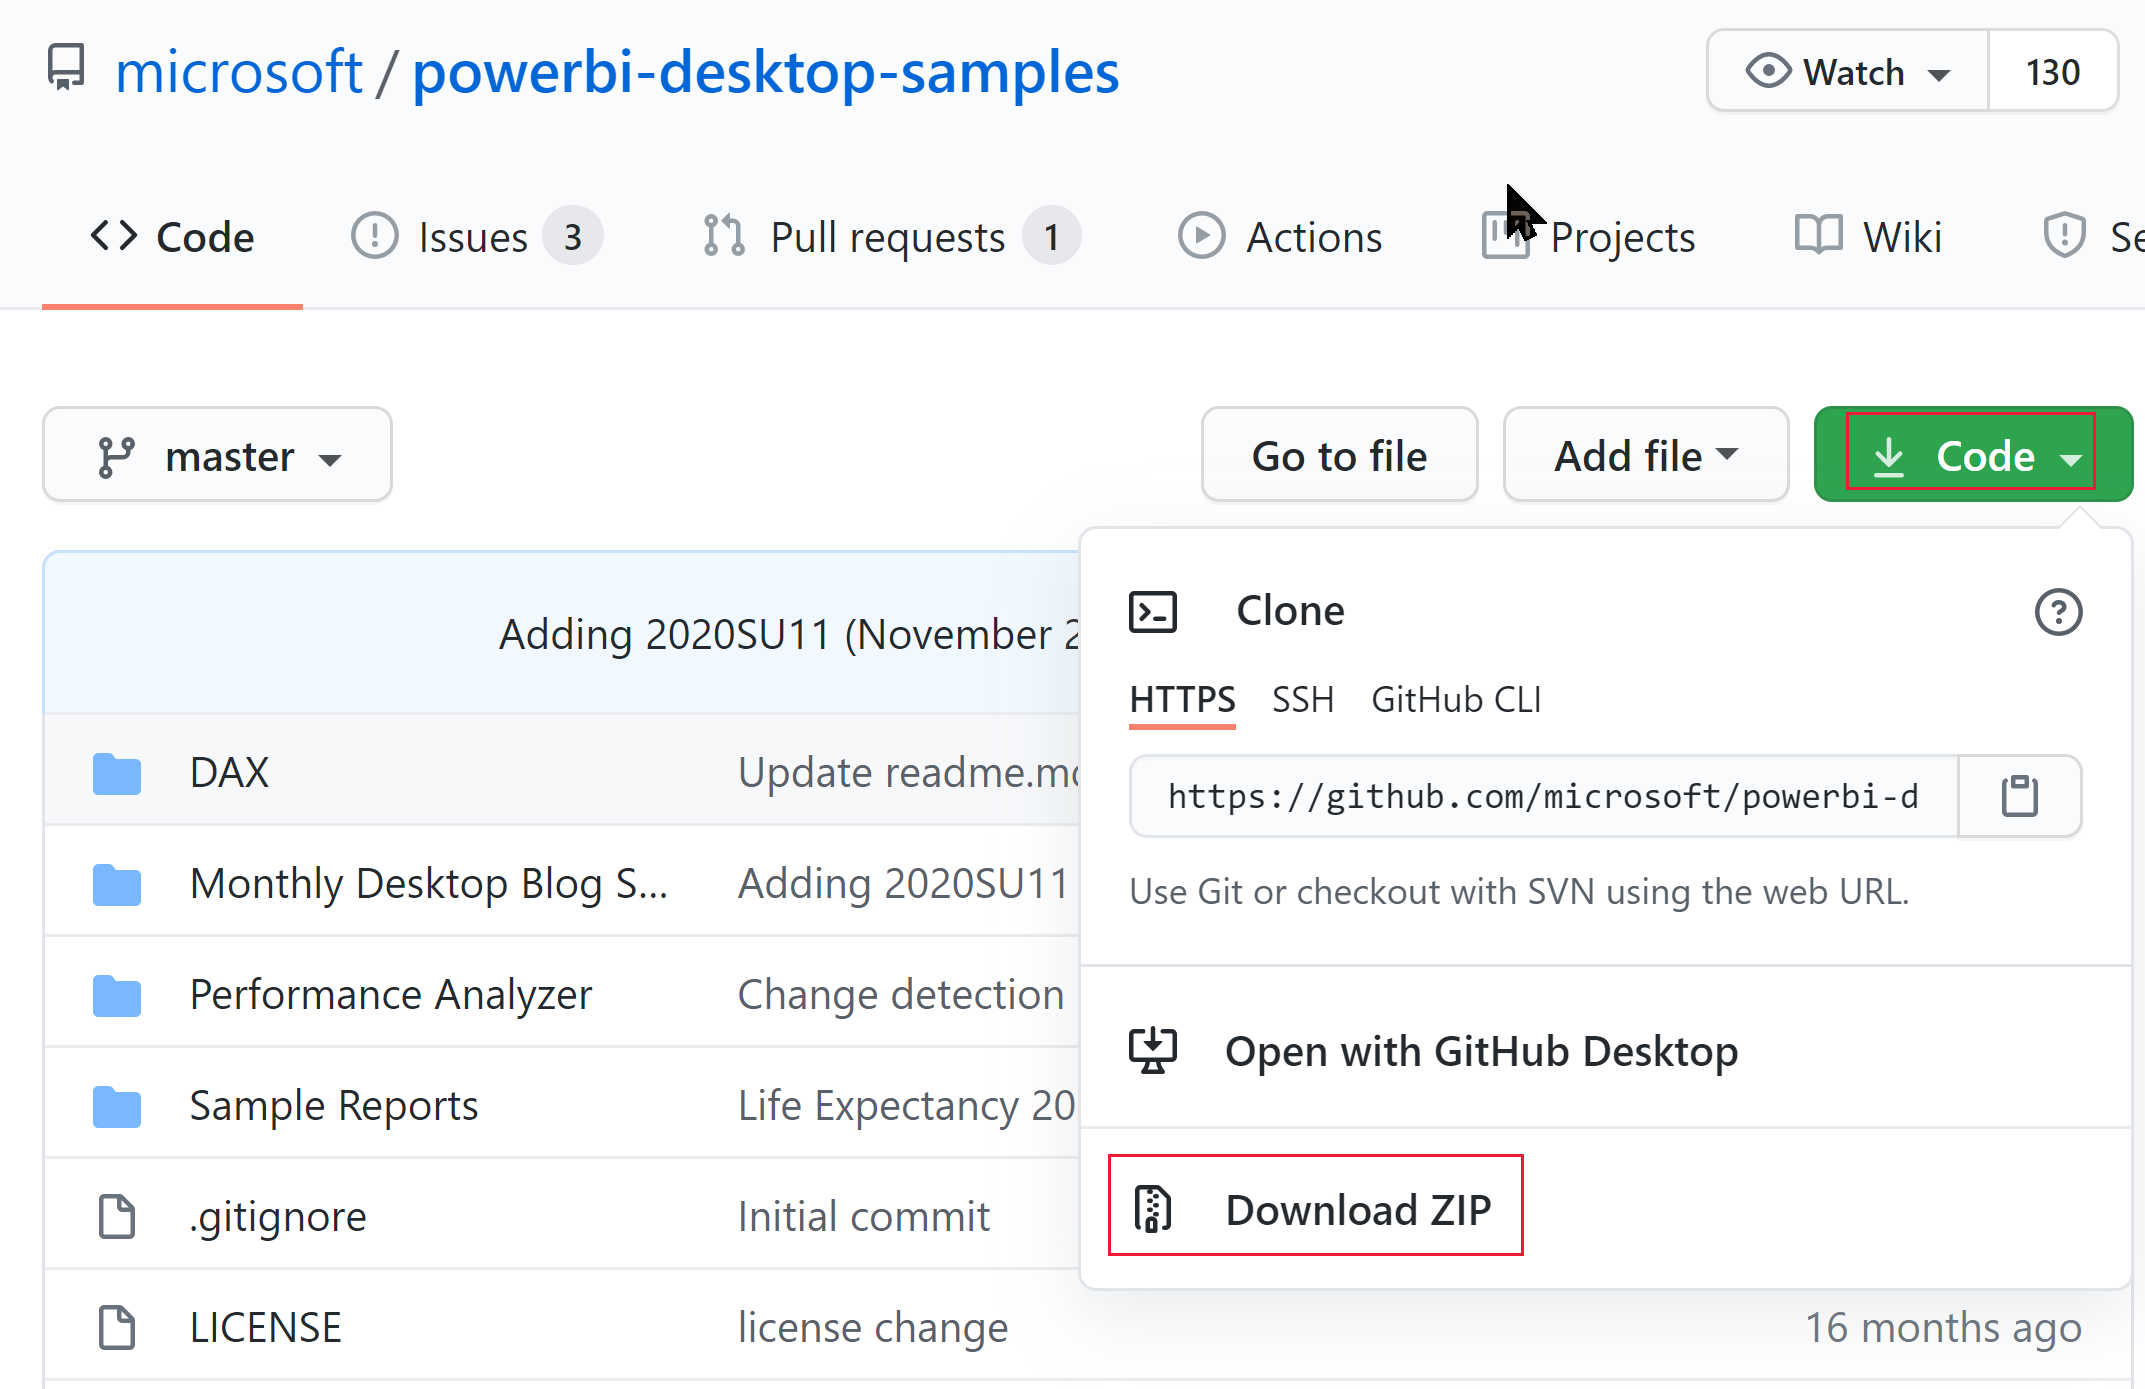 microsoft / powerbi-desktop-samples
Watch 130
Code Issues 3 Pull requests 1 Actions Projects Wiki Se
master Go to file Add file Code
Adding 2020SU11 (November 2
DAX Update readme.md
Monthly Desktop Blog S... Adding 2020SU11
Performance Analyzer Change detection
Sample Reports Life Expectancy 20
.gitignore Initial commit
LICENSE license change 16 months ago
Clone
HTTPS SSH GitHub CLI
https://github.com/microsoft/powerbi-d
Use Git or checkout with SVN using the web URL.
Open with GitHub Desktop
Download ZIP